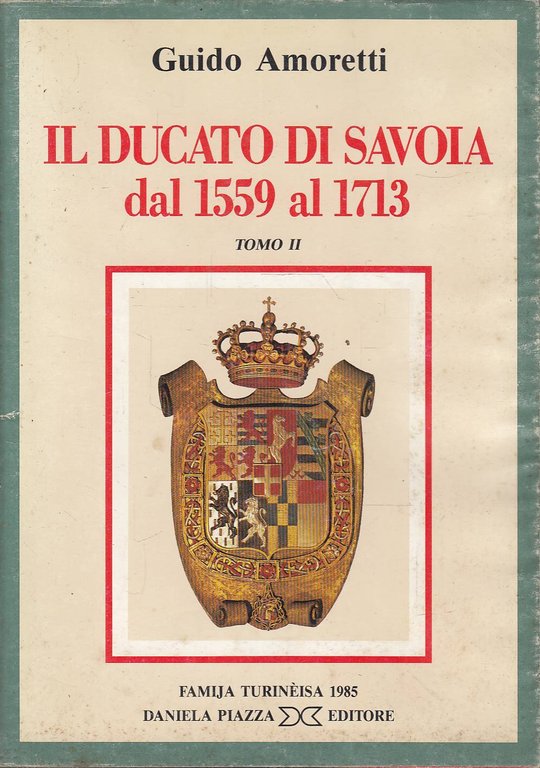 Guido Amoretti
IL DUCATO DI SAVOIA
dal 1559 al 1713
TOMO II
FAMIJA TURINÈISA 1985
DANIELA PIAZZA EDITORE